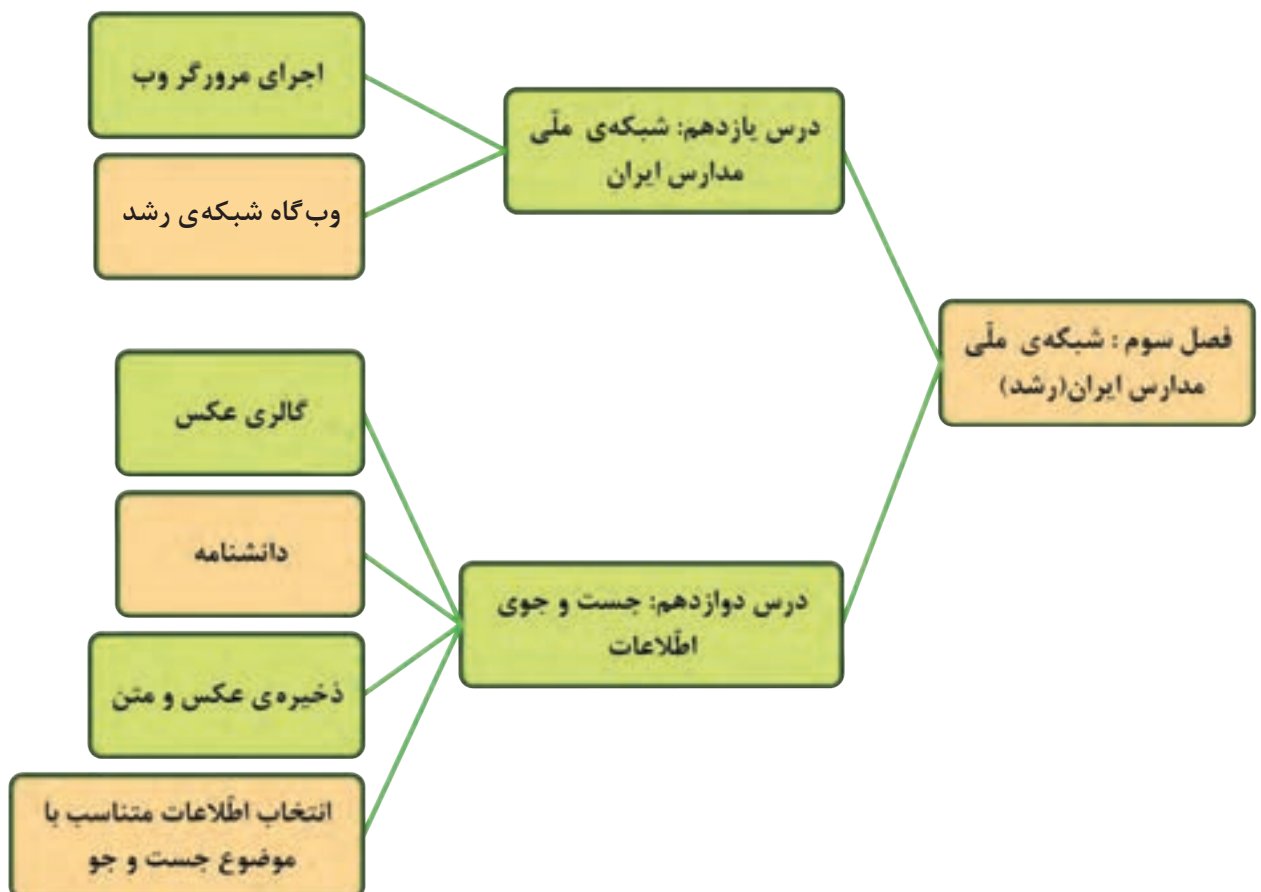 فصل سوم : شبکه‌ی ملّی
مدارس ایران(رشد)
درس یازدهم: شبکه‌ی ملّی
مدارس ایران
اجرای مرورگر وب
وب‌گاه شبکه‌ی رشد
درس دوازدهم: جست و جوی
اطّلاعات
گالری عکس
دانشنامه
ذخیره‌ی عکس و متن
انتخاب اطّلاعات متناسب با
موضوع جست و جو